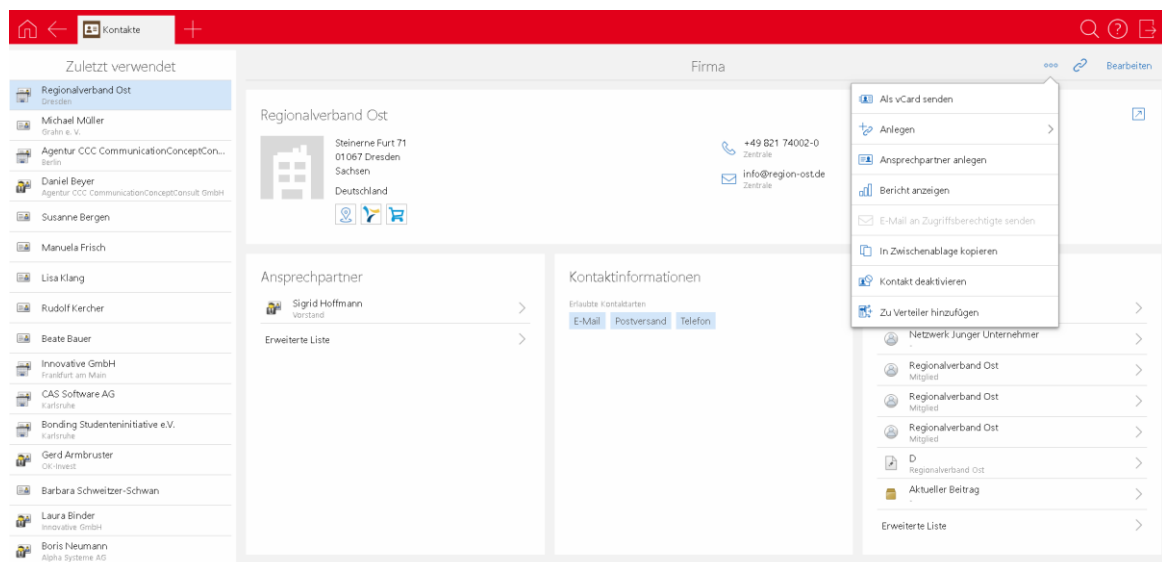 Kontakte
Zuletzt verwendet
Regionalverband Ost
Dresden
Michael Müller
Grahn e. V.
Agentur CCC CommunicationConceptCon...
Berlin
Daniel Beyer
Agentur CCC CommunicationConceptConsult GmbH
Susanne Bergen
Manuela Frisch
Lisa Klang
Rudolf Kercher
Beate Bauer
Innovative GmbH
Frankfurt am Main
CAS Software AG
Karlsruhe
Bonding Studenteninitiative e.V.
Karlsruhe
Gerd Armbruster
OK-Invest
Barbara Schweitzer-Schwan
Laura Binder
Innovative GmbH
Boris Neumann
Alpha Systeme AG
Firma
Bearbeiten
Regionalverband Ost
Steinerne Furt 71
01067 Dresden
Sachsen
Deutschland
+49 821 74002-0
Zentrale
info@region-ost.de
Zentrale
Als vCard senden
Anlegen
Ansprechpartner anlegen
Bericht anzeigen
E-Mail an Zugriffsberechtigte senden
In Zwischenablage kopieren
Kontakt deaktivieren
Zu Verteiler hinzufügen
Ansprechpartner
Sigrid Hoffmann
Vorstand
Erweiterte Liste
Kontaktinformationen
Erlaubte Kontaktarten
E-Mail Postversand Telefon
Netzwerk Junger Unternehmer
-
Regionalverband Ost
Mitglied
Regionalverband Ost
Mitglied
Regionalverband Ost
Mitglied
D
Regionalverband Ost
Aktueller Beitrag
-
Erweiterte Liste